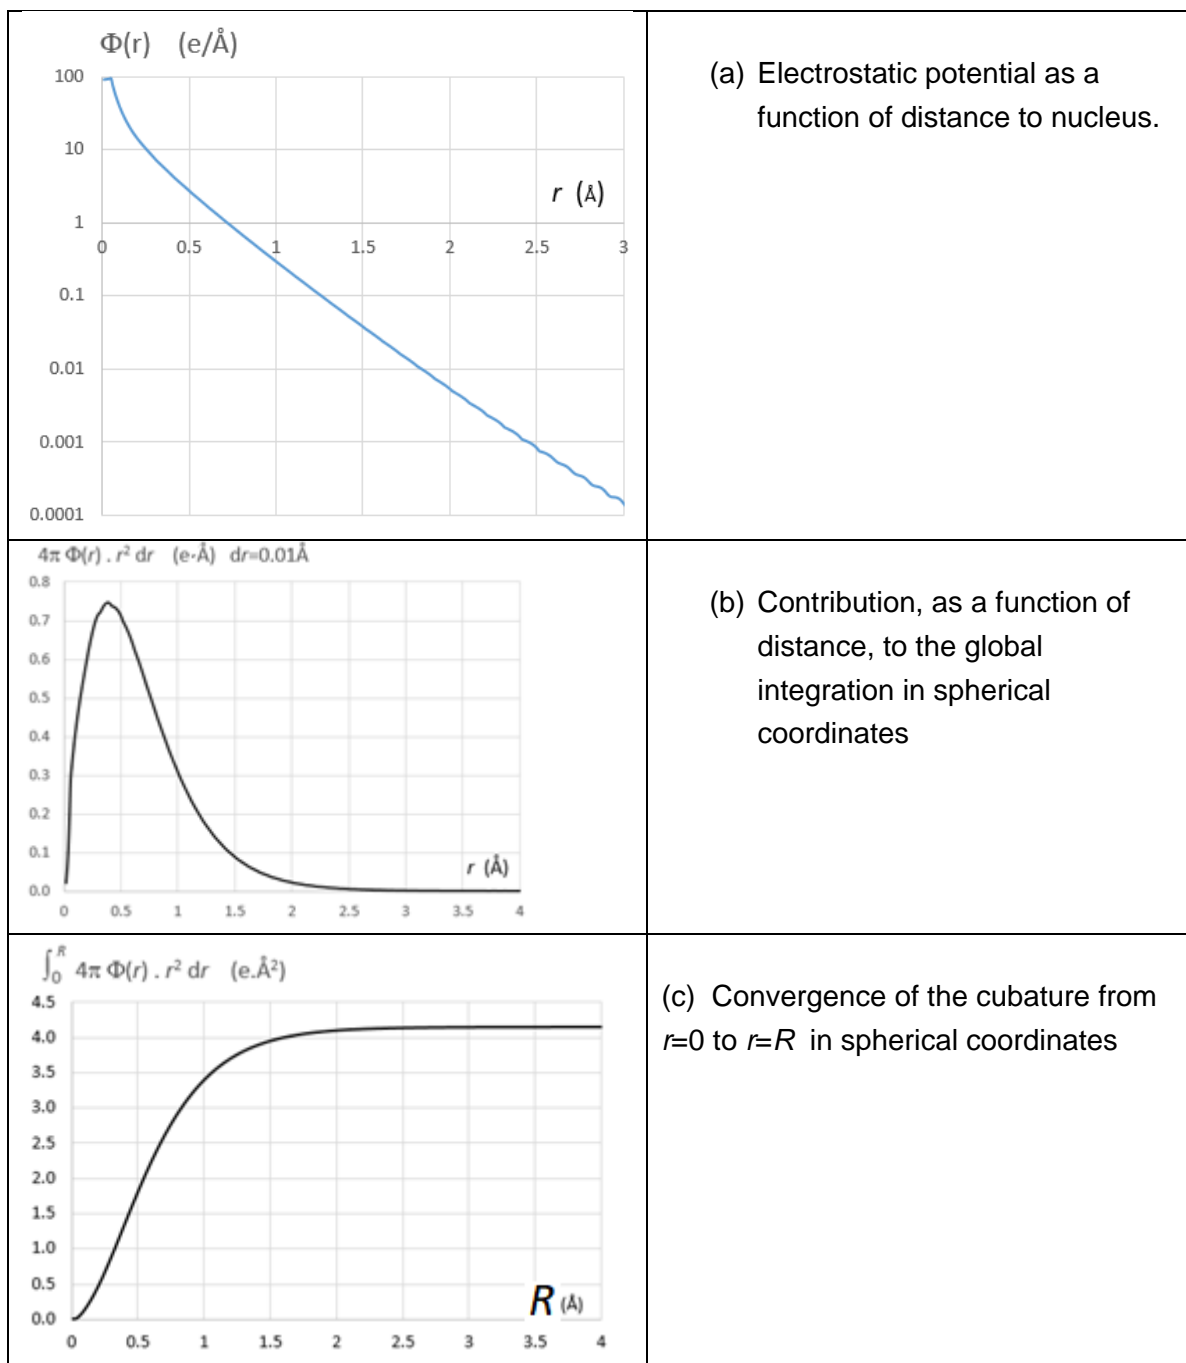 Φ(r) (e/Å)
100
10
1
0.1
0.01
0.001
0.0001
r (Å)
0 0.5 1 1.5 2 2.5 3
(a) Electrostatic potential as a
function of distance to nucleus.
4π Φ(r) . r² dr (e·Å) dr=0.01Å
0.8
0.7
0.6
0.5
0.4
0.3
0.2
0.1
0.0
r (Å)
0 0.5 1 1.5 2 2.5 3 3.5 4
(b) Contribution, as a function of
distance, to the global
integration in spherical
coordinates
∫₀ᴿ 4π Φ(r) . r² dr (e.Å²)
4.5
4.0
3.5
3.0
2.5
2.0
1.5
1.0
0.5
0.0
R (Å)
0 0.5 1 1.5 2 2.5 3 3.5 4
(c) Convergence of the cubature from
r=0 to r=R in spherical coordinates